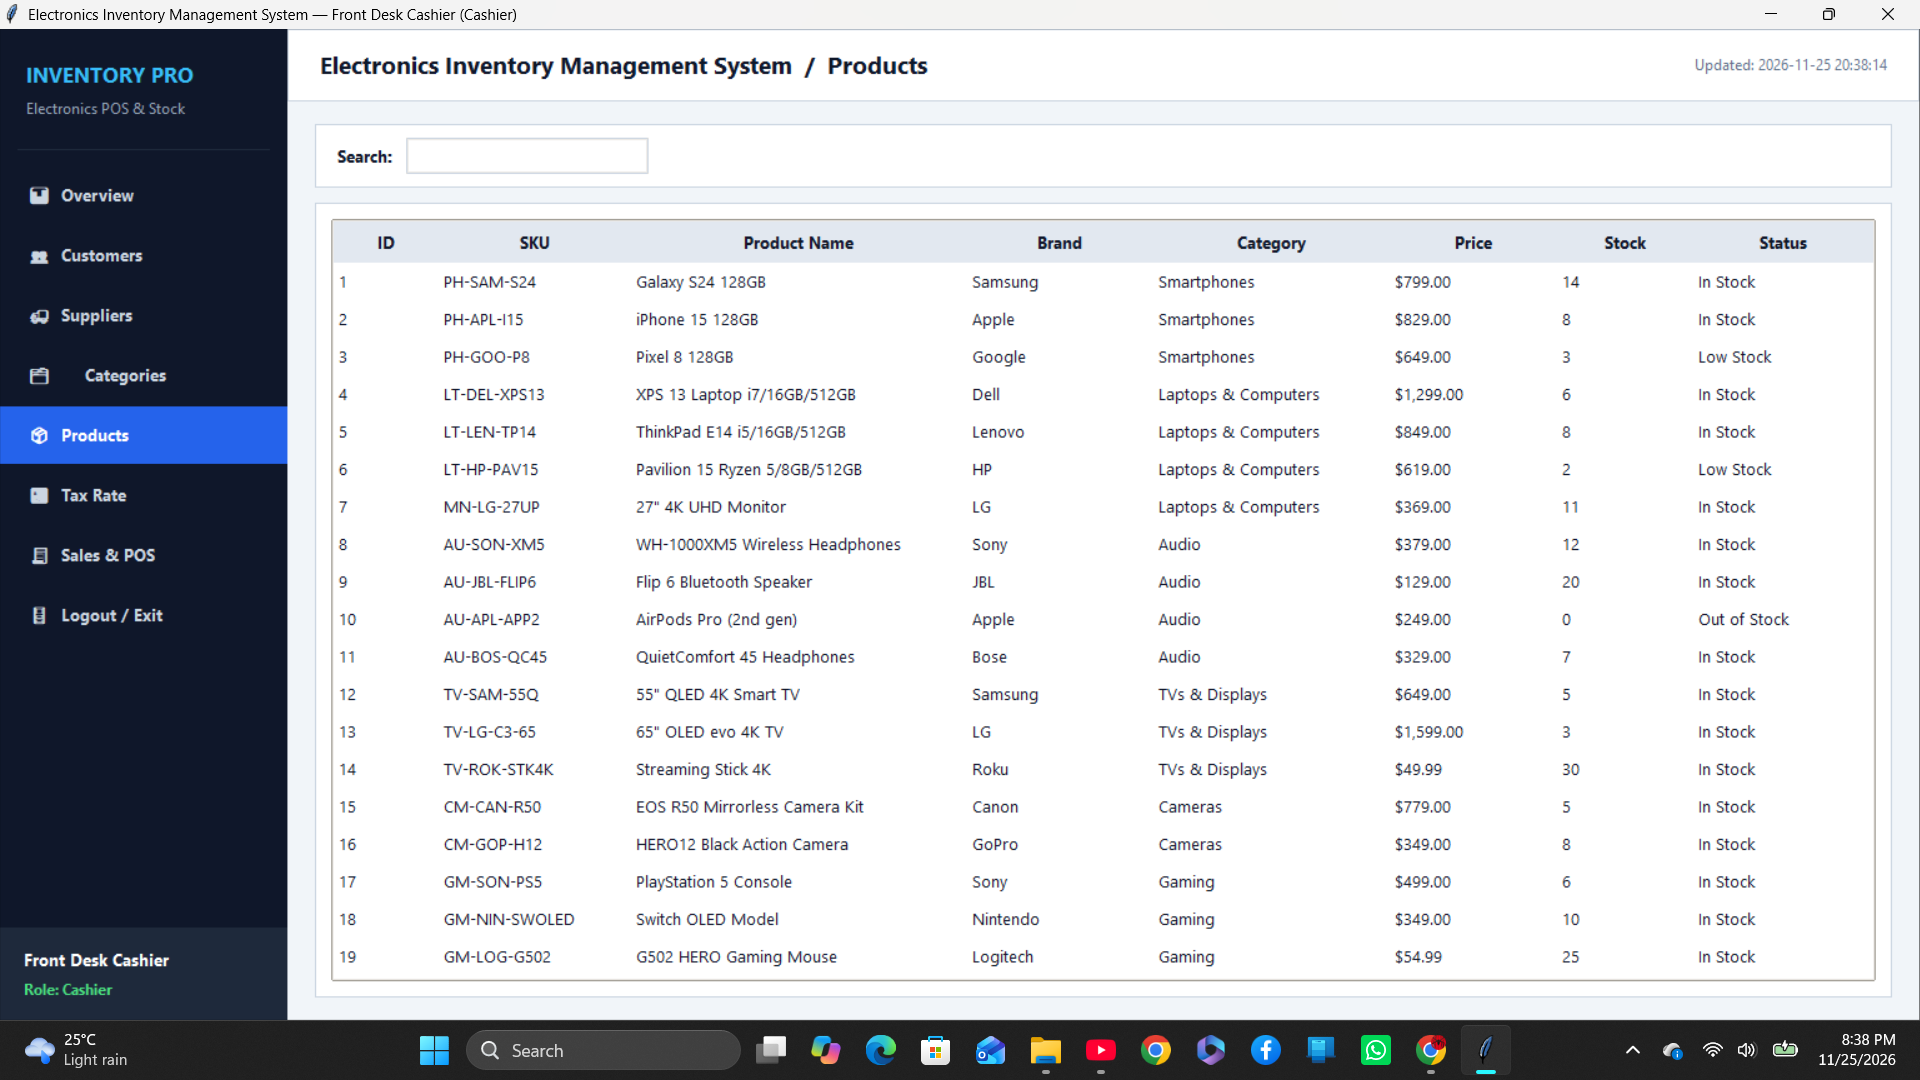 Electronics Inventory Management System — Front Desk Cashier (Cashier)
INVENTORY PRO
Electronics POS & Stock
Overview
Customers
Suppliers
Categories
Products
Tax Rate
Sales & POS
Logout / Exit
Front Desk Cashier
Role: Cashier
Electronics Inventory Management System / Products
Updated: 2026-11-25 20:38:14
Search:
ID SKU Product Name Brand Category Price Stock Status
1 PH-SAM-S24 Galaxy S24 128GB Samsung Smartphones $799.00 14 In Stock
2 PH-APL-I15 iPhone 15 128GB Apple Smartphones $829.00 8 In Stock
3 PH-GOO-P8 Pixel 8 128GB Google Smartphones $649.00 3 Low Stock
4 LT-DEL-XPS13 XPS 13 Laptop i7/16GB/512GB Dell Laptops & Computers $1,299.00 6 In Stock
5 LT-LEN-TP14 ThinkPad E14 i5/16GB/512GB Lenovo Laptops & Computers $849.00 8 In Stock
6 LT-HP-PAV15 Pavilion 15 Ryzen 5/8GB/512GB HP Laptops & Computers $619.00 2 Low Stock
7 MN-LG-27UP 27" 4K UHD Monitor LG Laptops & Computers $369.00 11 In Stock
8 AU-SON-XM5 WH-1000XM5 Wireless Headphones Sony Audio $379.00 12 In Stock
9 AU-JBL-FLIP6 Flip 6 Bluetooth Speaker JBL Audio $129.00 20 In Stock
10 AU-APL-APP2 AirPods Pro (2nd gen) Apple Audio $249.00 0 Out of Stock
11 AU-BOS-QC45 QuietComfort 45 Headphones Bose Audio $329.00 7 In Stock
12 TV-SAM-55Q 55" QLED 4K Smart TV Samsung TVs & Displays $649.00 5 In Stock
13 TV-LG-C3-65 65" OLED evo 4K TV LG TVs & Displays $1,599.00 3 In Stock
14 TV-ROK-STK4K Streaming Stick 4K Roku TVs & Displays $49.99 30 In Stock
15 CM-CAN-R50 EOS R50 Mirrorless Camera Kit Canon Cameras $779.00 5 In Stock
16 CM-GOP-H12 HERO12 Black Action Camera GoPro Cameras $349.00 8 In Stock
17 GM-SON-PS5 PlayStation 5 Console Sony Gaming $499.00 6 In Stock
18 GM-NIN-SWOLED Switch OLED Model Nintendo Gaming $349.00 10 In Stock
19 GM-LOG-G502 G502 HERO Gaming Mouse Logitech Gaming $54.99 25 In Stock
25°C
Light rain
Search
8:38 PM
11/25/2026